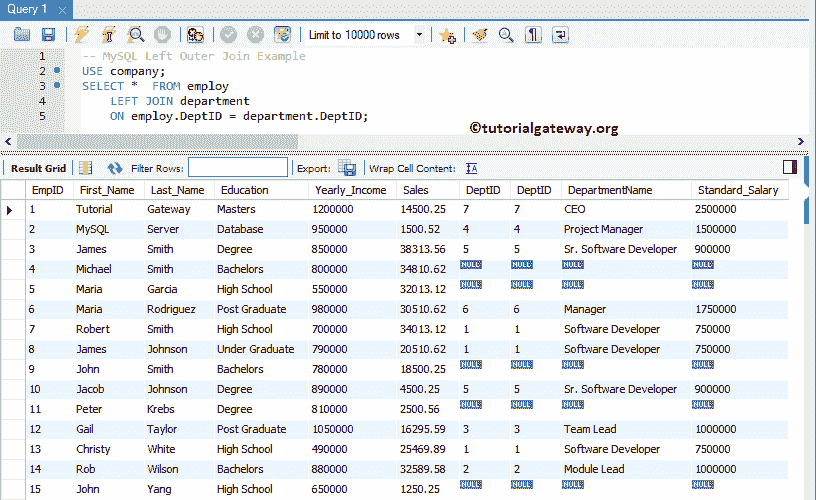 Query 1
Limit to 10000 rows
1 -- MySQL Left Outer Join Example
2 USE company;
3 SELECT * FROM employ
4 LEFT JOIN department
5 ON employ.DeptID = department.DeptID;
©tutorialgateway.org
Result Grid Filter Rows: Export: Wrap Cell Content:
EmpID First_Name Last_Name Education Yearly_Income Sales DeptID DeptID DepartmentName Standard_Salary
1 Tutorial Gateway Masters 1200000 14500.25 7 7 CEO 2500000
2 MySQL Server Database 950000 1500.52 4 4 Project Manager 1500000
3 James Smith Degree 850000 38313.56 5 5 Sr. Software Developer 900000
4 Michael Smith Bachelors 800000 34810.62 NULL NULL NULL NULL
5 Maria Garcia High School 550000 32013.12 NULL NULL NULL NULL
6 Maria Rodriguez Post Graduate 980000 30510.62 6 6 Manager 1750000
7 Robert Smith High School 700000 34013.12 1 1 Software Developer 750000
8 James Johnson Under Graduate 790000 20510.62 1 1 Software Developer 750000
9 John Smith Bachelors 780000 18500.25 NULL NULL NULL NULL
10 Jacob Johnson Degree 890000 4500.25 5 5 Sr. Software Developer 900000
11 Peter Krebs Degree 810000 2500.56 NULL NULL NULL NULL
12 Gail Taylor Post Graduate 1050000 16295.59 3 3 Team Lead 1000000
13 Christy White High School 490000 25469.89 1 1 Software Developer 750000
14 Rob Wilson Bachelors 880000 32589.58 2 2 Module Lead 1000000
15 John Yang High School 650000 1250.25 NULL NULL NULL NULL